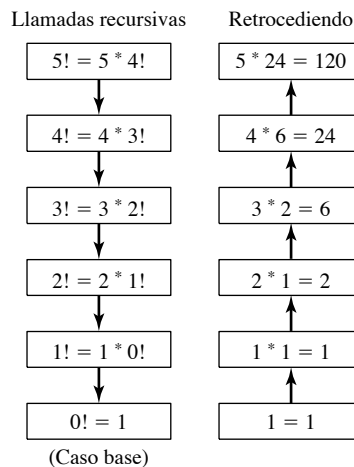 Llamadas recursivas
5! = 5 * 4!
4! = 4 * 3!
3! = 3 * 2!
2! = 2 * 1!
1! = 1 * 0!
0! = 1
(Caso base)
Retrocediendo
5 * 24 = 120
4 * 6 = 24
3 * 2 = 6
2 * 1 = 2
1 * 1 = 1
1 = 1